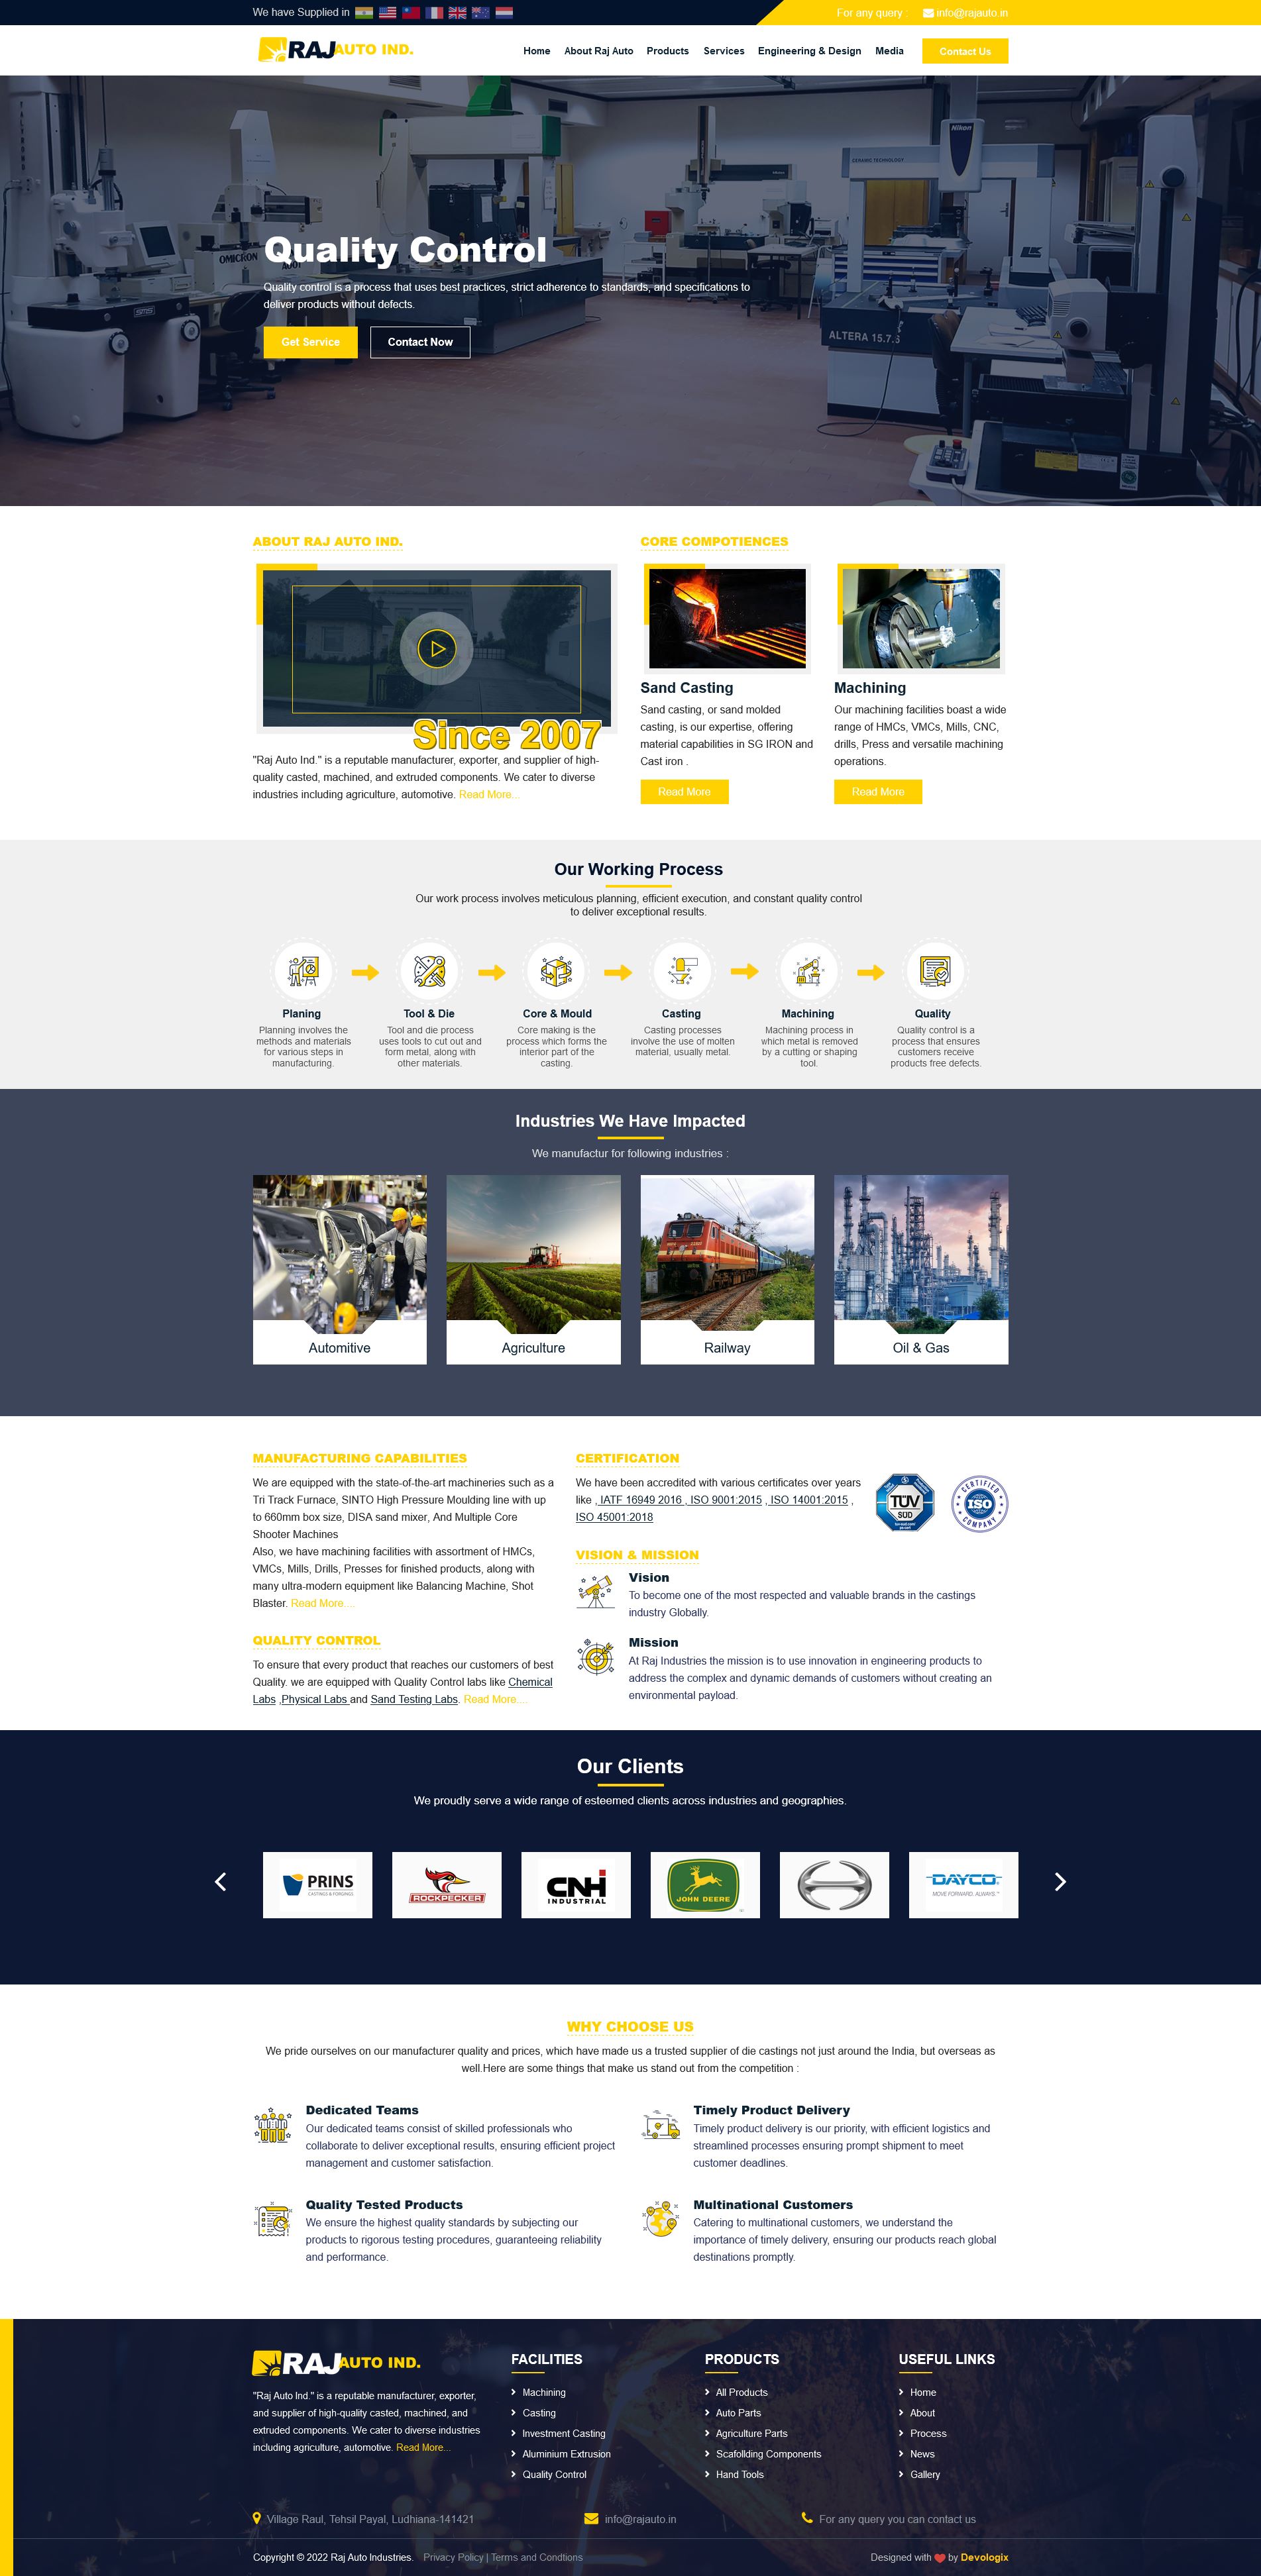 We have Supplied in
For any query : info@rajauto.in
RAJ AUTO IND.
Home About Raj Auto Products Services Engineering & Design Media Contact Us
Nikon
CERAMIC TECHNOLOGY
OMICRON
LK
ALTERA 15.7.5
Quality Control
Quality control is a process that uses best practices, strict adherence to standards, and specifications to
deliver products without defects.
Get Service Contact Now
ABOUT RAJ AUTO IND.
Since 2007
"Raj Auto Ind." is a reputable manufacturer, exporter, and supplier of high-
quality casted, machined, and extruded components. We cater to diverse
industries including agriculture, automotive. Read More...
CORE COMPOTIENCES
Sand Casting
Sand casting, or sand molded
casting, is our expertise, offering
material capabilities in SG IRON and
Cast iron .
Read More
Machining
Our machining facilities boast a wide
range of HMCs, VMCs, Mills, CNC,
drills, Press and versatile machining
operations.
Read More
Our Working Process
Our work process involves meticulous planning, efficient execution, and constant quality control
to deliver exceptional results.
Planing
Planning involves the
methods and materials
for various steps in
manufacturing.
Tool & Die
Tool and die process
uses tools to cut out and
form metal, along with
other materials.
Core & Mould
Core making is the
process which forms the
interior part of the
casting.
Casting
Casting processes
involve the use of molten
material, usually metal.
Machining
Machining process in
which metal is removed
by a cutting or shaping
tool.
Quality
Quality control is a
process that ensures
customers receive
products free defects.
Industries We Have Impacted
We manufactur for following industries :
Automitive
Agriculture
Railway
Oil & Gas
MANUFACTURING CAPABILITIES
We are equipped with the state-of-the-art machineries such as a
Tri Track Furnace, SINTO High Pressure Moulding line with up
to 660mm box size, DISA sand mixer, And Multiple Core
Shooter Machines
Also, we have machining facilities with assortment of HMCs,
VMCs, Mills, Drills, Presses for finished products, along with
many ultra-modern equipment like Balancing Machine, Shot
Blaster. Read More....
QUALITY CONTROL
To ensure that every product that reaches our customers of best
Quality. we are equipped with Quality Control labs like Chemical
Labs ,Physical Labs and Sand Testing Labs. Read More....
CERTIFICATION
We have been accredited with various certificates over years
like , IATF 16949 2016 , ISO 9001:2015 , ISO 14001:2015 ,
ISO 45001:2018
TÜV
SÜD
CERTIFIED
ISO
COMPANY
VISION & MISSION
Vision
To become one of the most respected and valuable brands in the castings
industry Globally.
Mission
At Raj Industries the mission is to use innovation in engineering products to
address the complex and dynamic demands of customers without creating an
environmental payload.
Our Clients
We proudly serve a wide range of esteemed clients across industries and geographies.
PRINS
CASTINGS & FORGINGS
ROCKPECKER
CNH
INDUSTRIAL
JOHN DEERE
DAYCO
MOVE FORWARD. ALWAYS.™
WHY CHOOSE US
We pride ourselves on our manufacturer quality and prices, which have made us a trusted supplier of die castings not just around the India, but overseas as
well.Here are some things that make us stand out from the competition :
Dedicated Teams
Our dedicated teams consist of skilled professionals who
collaborate to deliver exceptional results, ensuring efficient project
management and customer satisfaction.
Timely Product Delivery
Timely product delivery is our priority, with efficient logistics and
streamlined processes ensuring prompt shipment to meet
customer deadlines.
Quality Tested Products
We ensure the highest quality standards by subjecting our
products to rigorous testing procedures, guaranteeing reliability
and performance.
Multinational Customers
Catering to multinational customers, we understand the
importance of timely delivery, ensuring our products reach global
destinations promptly.
RAJ AUTO IND.
"Raj Auto Ind." is a reputable manufacturer, exporter,
and supplier of high-quality casted, machined, and
extruded components. We cater to diverse industries
including agriculture, automotive. Read More...
FACILITIES
Machining
Casting
Investment Casting
Aluminium Extrusion
Quality Control
PRODUCTS
All Products
Auto Parts
Agriculture Parts
Scafollding Components
Hand Tools
USEFUL LINKS
Home
About
Process
News
Gallery
Village Raul, Tehsil Payal, Ludhiana-141421
info@rajauto.in
For any query you can contact us
Copyright © 2022 Raj Auto Industries. Privacy Policy | Terms and Condtions
Designed with by Devologix